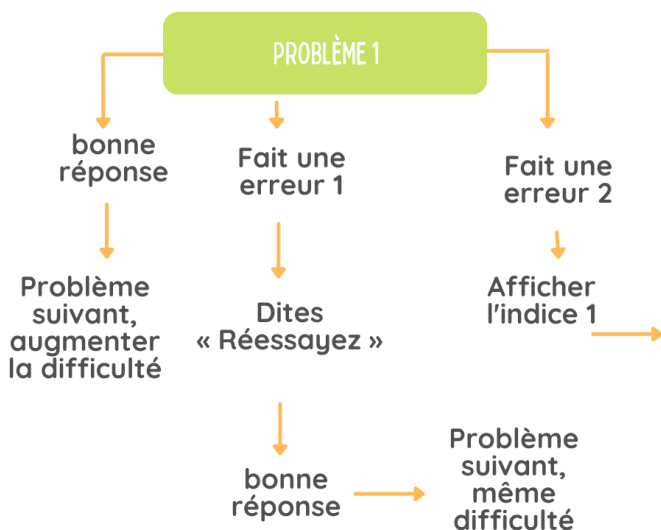 PROBLÈME 1
bonne
réponse
Fait une
erreur 1
Fait une
erreur 2
Problème
suivant,
augmenter
la difficulté
Dites
« Réessayez »
Afficher
l'indice 1
bonne
réponse
Problème
suivant,
même
difficulté